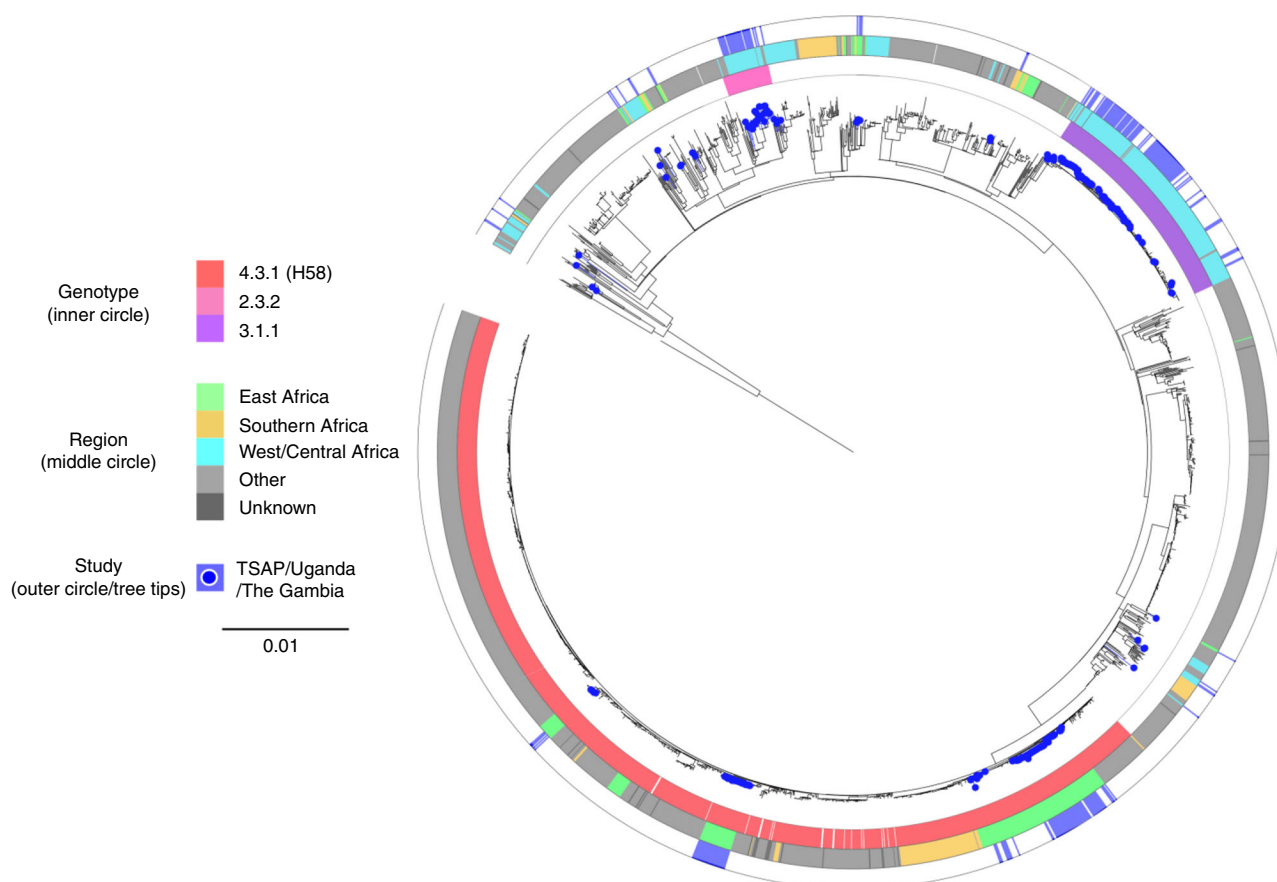 Genotype
(inner circle)
4.3.1 (H58)
2.3.2
3.1.1
Region
(middle circle)
East Africa
Southern Africa
West/Central Africa
Other
Unknown
Study
(outer circle/tree tips)
TSAP/Uganda
/The Gambia
0.01